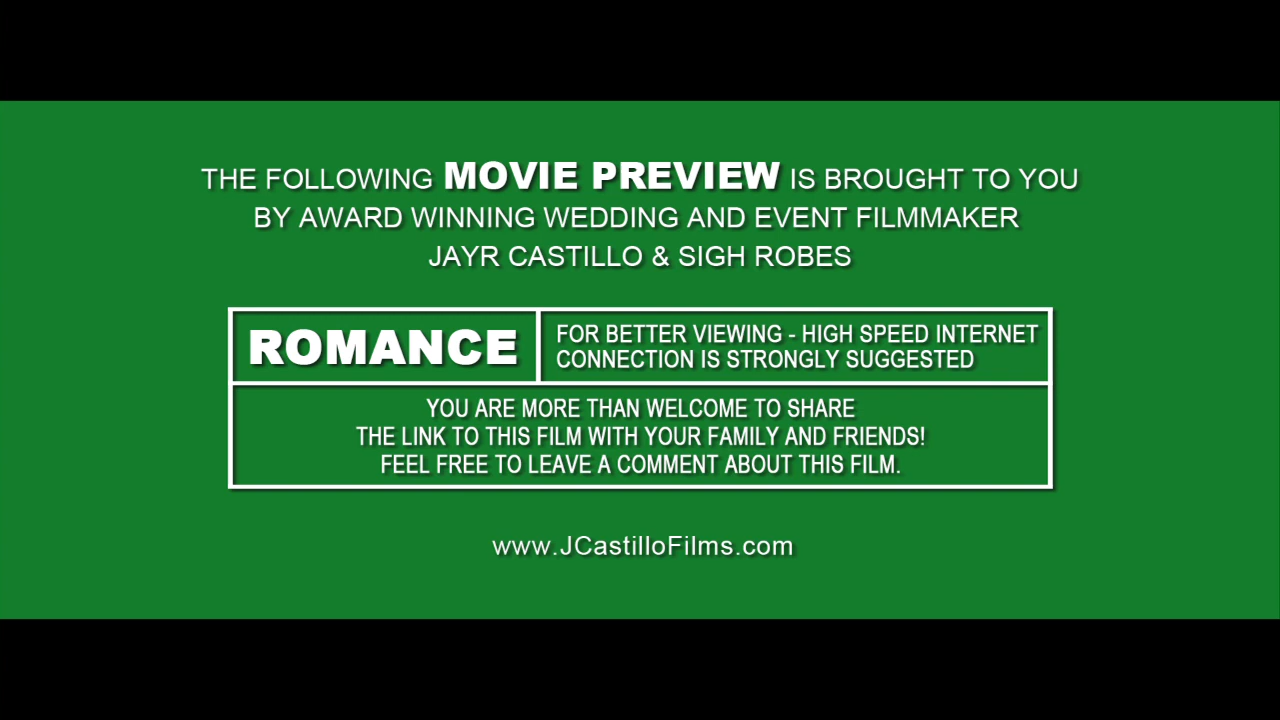 THE FOLLOWING MOVIE PREVIEW IS BROUGHT TO YOU
BY AWARD WINNING WEDDING AND EVENT FILMMAKER
JAYR CASTILLO & SIGH ROBES
ROMANCE
FOR BETTER VIEWING - HIGH SPEED INTERNET
CONNECTION IS STRONGLY SUGGESTED
YOU ARE MORE THAN WELCOME TO SHARE
THE LINK TO THIS FILM WITH YOUR FAMILY AND FRIENDS!
FEEL FREE TO LEAVE A COMMENT ABOUT THIS FILM.
www.JCastilloFilms.com